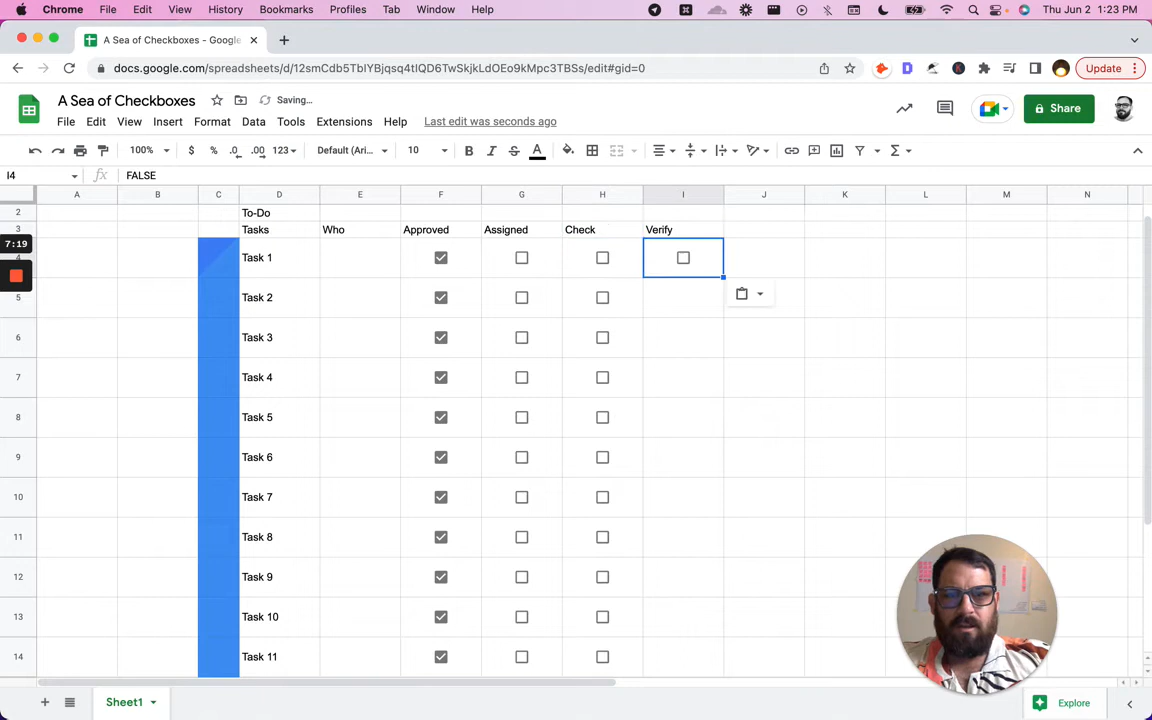 Chrome File Edit View History Bookmarks Profiles Tab Window Help Thu Jun 2 1:23 PM
A Sea of Checkboxes - Google
docs.google.com/spreadsheets/d/12smCdb5TbIYBjqsq4tIQD6TwSkjkLdOEo9kMpc3TBSs/edit#gid=0 Update
A Sea of Checkboxes Saving...
File Edit View Insert Format Data Tools Extensions Help Last edit was seconds ago Share
100% $ % .0 .00 123 Default (Ari... 10 B I S A
I4 fx FALSE
A B C D E F G H I J K L M N
2 To-Do
3 Tasks Who Approved Assigned Check Verify
7:19
4 Task 1
5 Task 2
6 Task 3
7 Task 4
8 Task 5
9 Task 6
10 Task 7
11 Task 8
12 Task 9
13 Task 10
14 Task 11
Sheet1 Explore